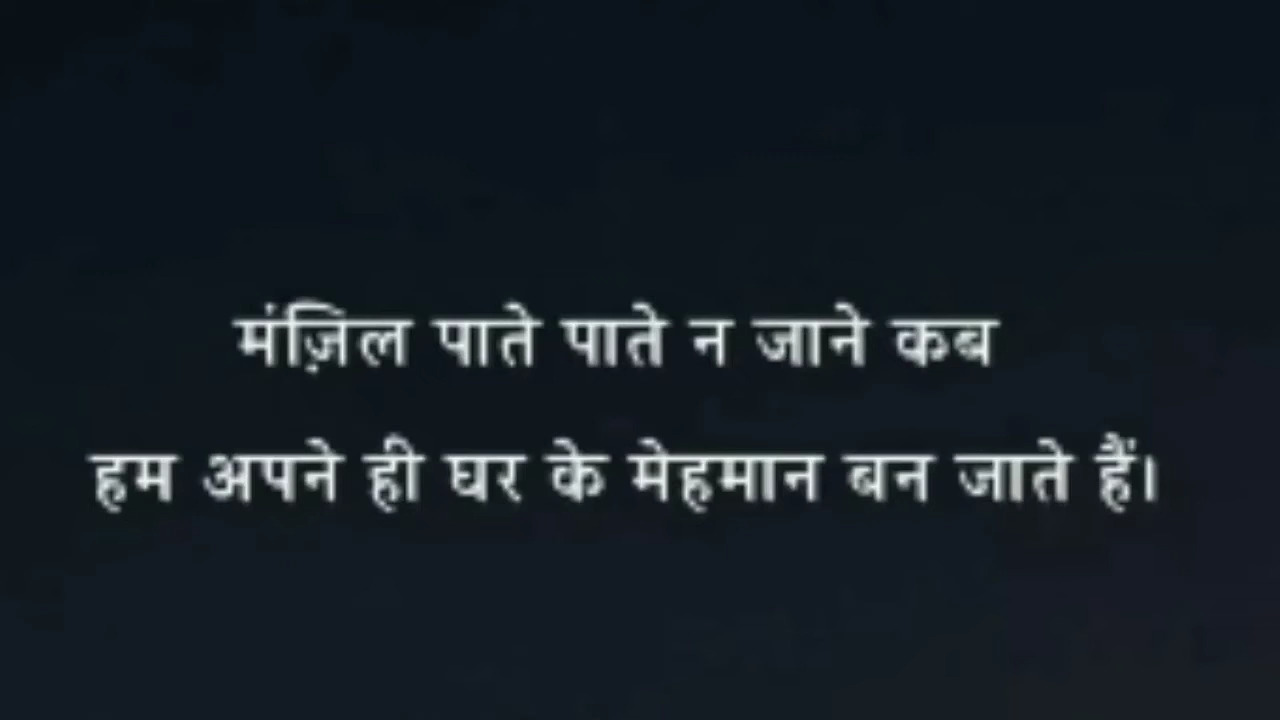 मंज़िल पाते पाते न जाने कब
हम अपने ही घर के मेहमान बन जाते हैं।